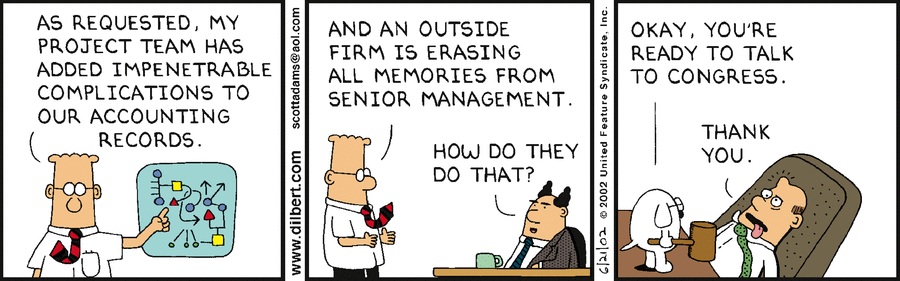 AS REQUESTED, MY
PROJECT TEAM HAS
ADDED IMPENETRABLE
COMPLICATIONS TO
OUR ACCOUNTING
RECORDS.
www.dilbert.com
scottadams@aol.com
AND AN OUTSIDE
FIRM IS ERASING
ALL MEMORIES FROM
SENIOR MANAGEMENT.
HOW DO THEY
DO THAT?
6/21/02 © 2002 United Feature Syndicate, Inc.
OKAY, YOU'RE
READY TO TALK
TO CONGRESS.
THANK
YOU.